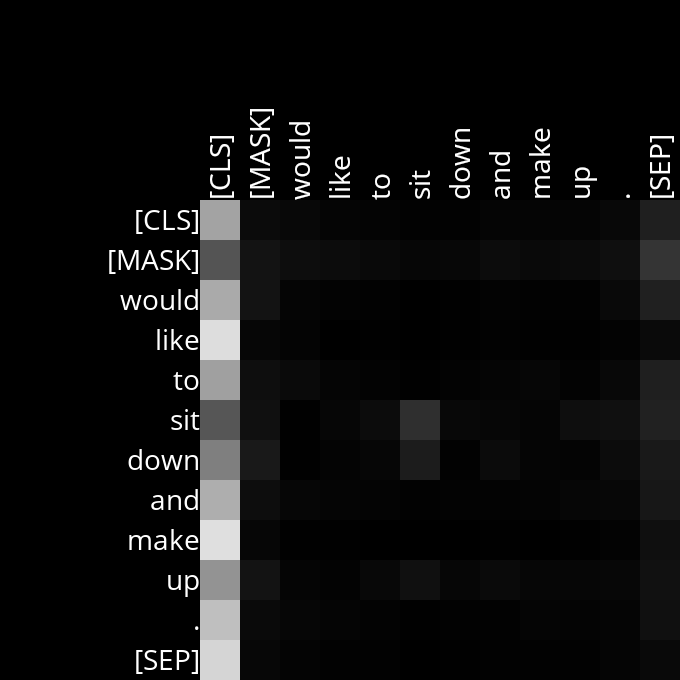 [CLS] [MASK] would like to sit down and make up . [SEP]
[CLS]
[MASK]
would
like
to
sit
down
and
make
up
.
[SEP]